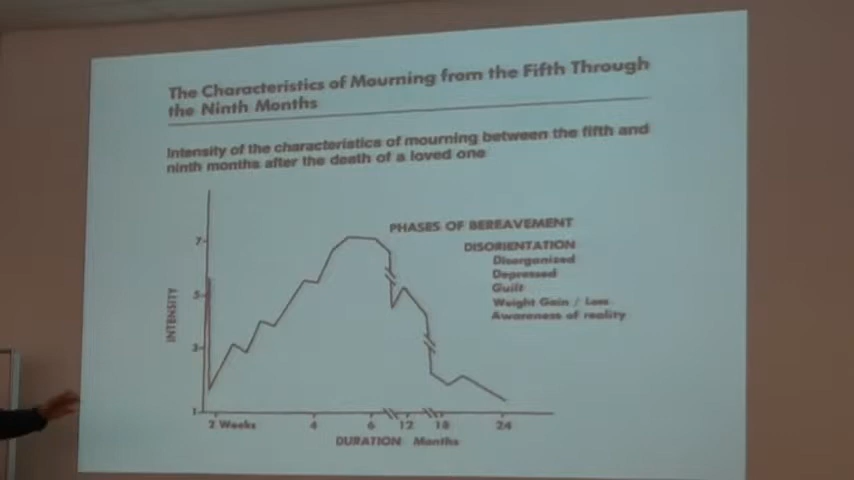 The Characteristics of Mourning from the Fifth Through
the Ninth Months
Intensity of the characteristics of mourning between the fifth and
ninth months after the death of a loved one
PHASES OF BEREAVEMENT
DISORIENTATION
Disorganized
Depressed
Guilt
Weight Gain / Loss
Awareness of reality
INTENSITY
7
5
3
1
2 Weeks 4 6 12 18 24
DURATION Months